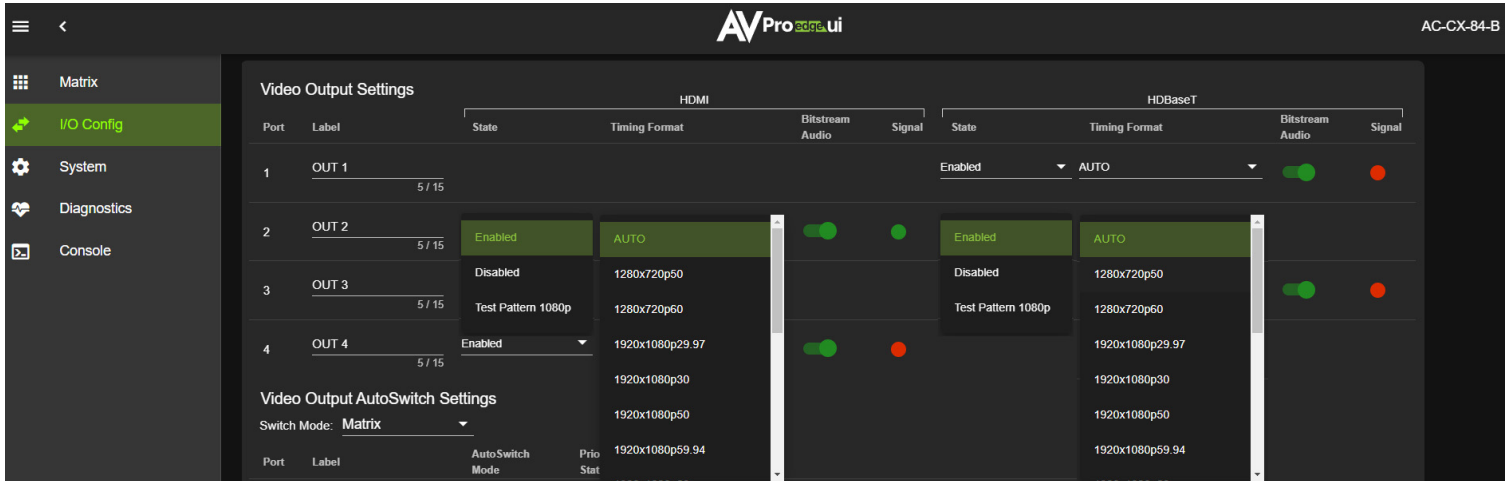 AVPro edge.ui
AC-CX-84-B
Matrix
I/O Config
System
Diagnostics
Console
Video Output Settings
HDMI
HDBaseT
Port Label State Timing Format Bitstream Audio Signal State Timing Format Bitstream Audio Signal
1 OUT 1 Enabled AUTO
5 / 15
2 OUT 2 Enabled AUTO Enabled AUTO
5 / 15
Disabled 1280x720p50 Disabled 1280x720p50
3 OUT 3
5 / 15 Test Pattern 1080p 1280x720p60 Test Pattern 1080p 1280x720p60
4 OUT 4 Enabled 1920x1080p29.97 1920x1080p29.97
5 / 15
1920x1080p30 1920x1080p30
Video Output AutoSwitch Settings
1920x1080p50 1920x1080p50
Switch Mode: Matrix
Port Label AutoSwitch Mode Prio Stat 1920x1080p59.94 1920x1080p59.94